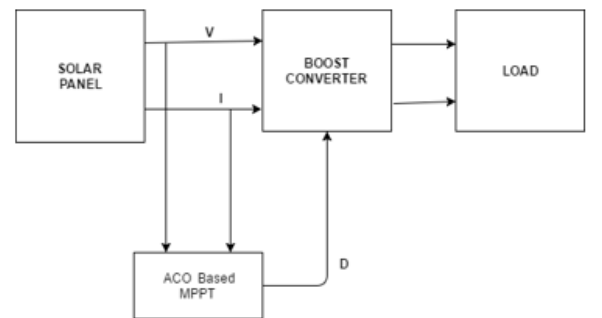 SOLAR
PANEL
V
I
BOOST
CONVERTER
LOAD
ACO Based
MPPT
D